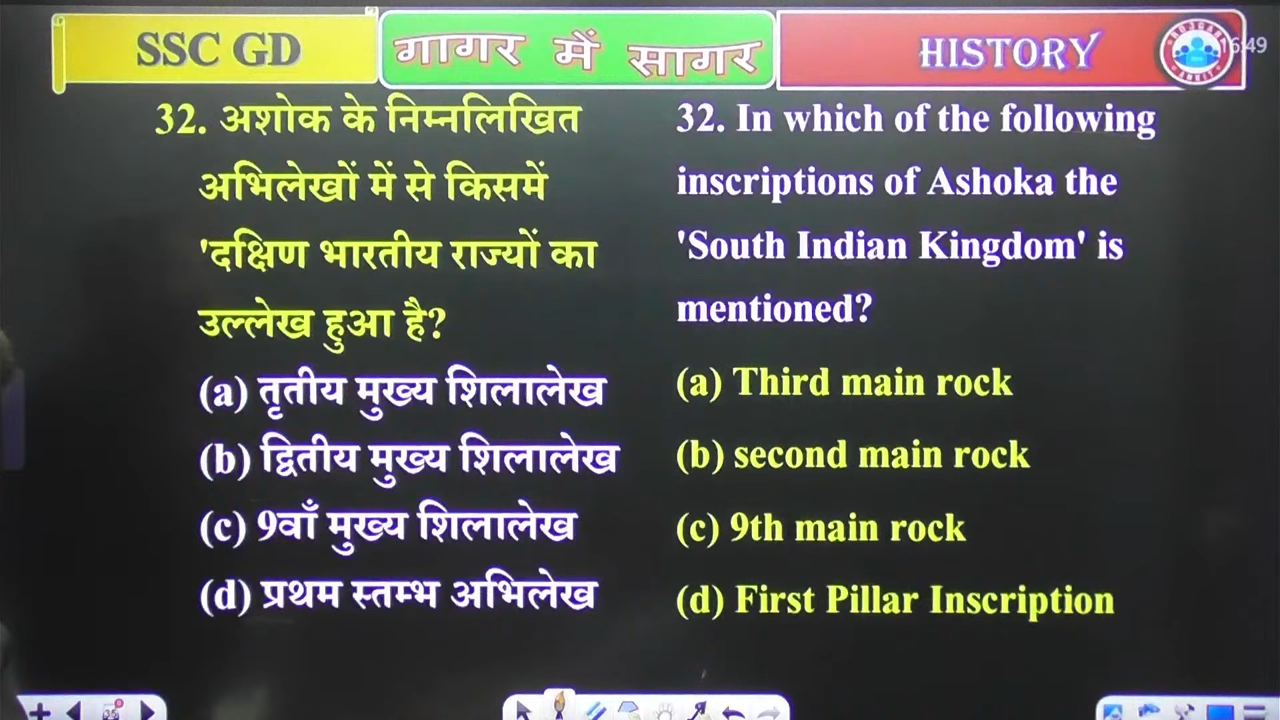 SSC GD
गागर में सागर
HISTORY
16:49
32. अशोक के निम्नलिखित
अभिलेखों में से किसमें
'दक्षिण भारतीय राज्यों का
उल्लेख हुआ है?
(a) तृतीय मुख्य शिलालेख
(b) द्वितीय मुख्य शिलालेख
(c) 9वाँ मुख्य शिलालेख
(d) प्रथम स्तम्भ अभिलेख
32. In which of the following
inscriptions of Ashoka the
'South Indian Kingdom' is
mentioned?
(a) Third main rock
(b) second main rock
(c) 9th main rock
(d) First Pillar Inscription